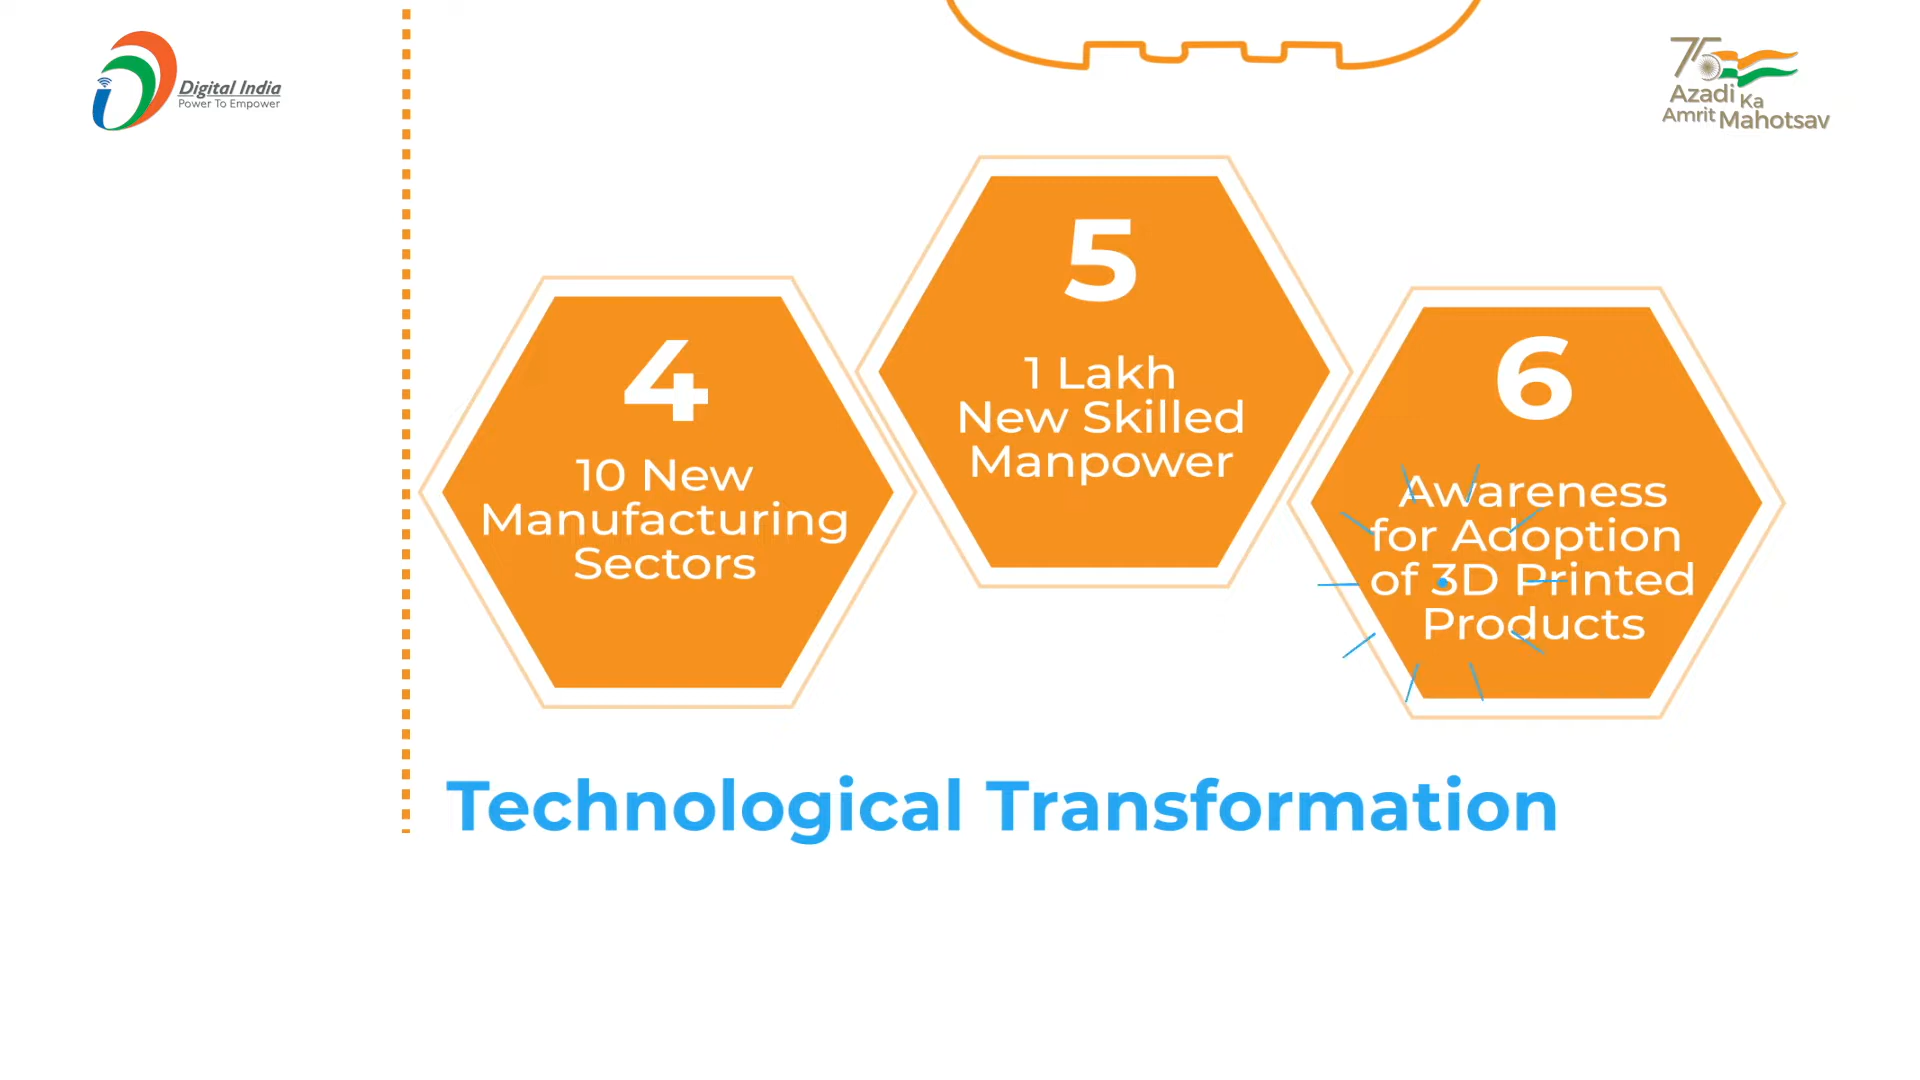 Digital India
Power To Empower
75
Azadi Ka
Amrit Mahotsav
4
10 New
Manufacturing
Sectors
5
1 Lakh
New Skilled
Manpower
6
Awareness
for Adoption
of 3D Printed
Products
Technological Transformation